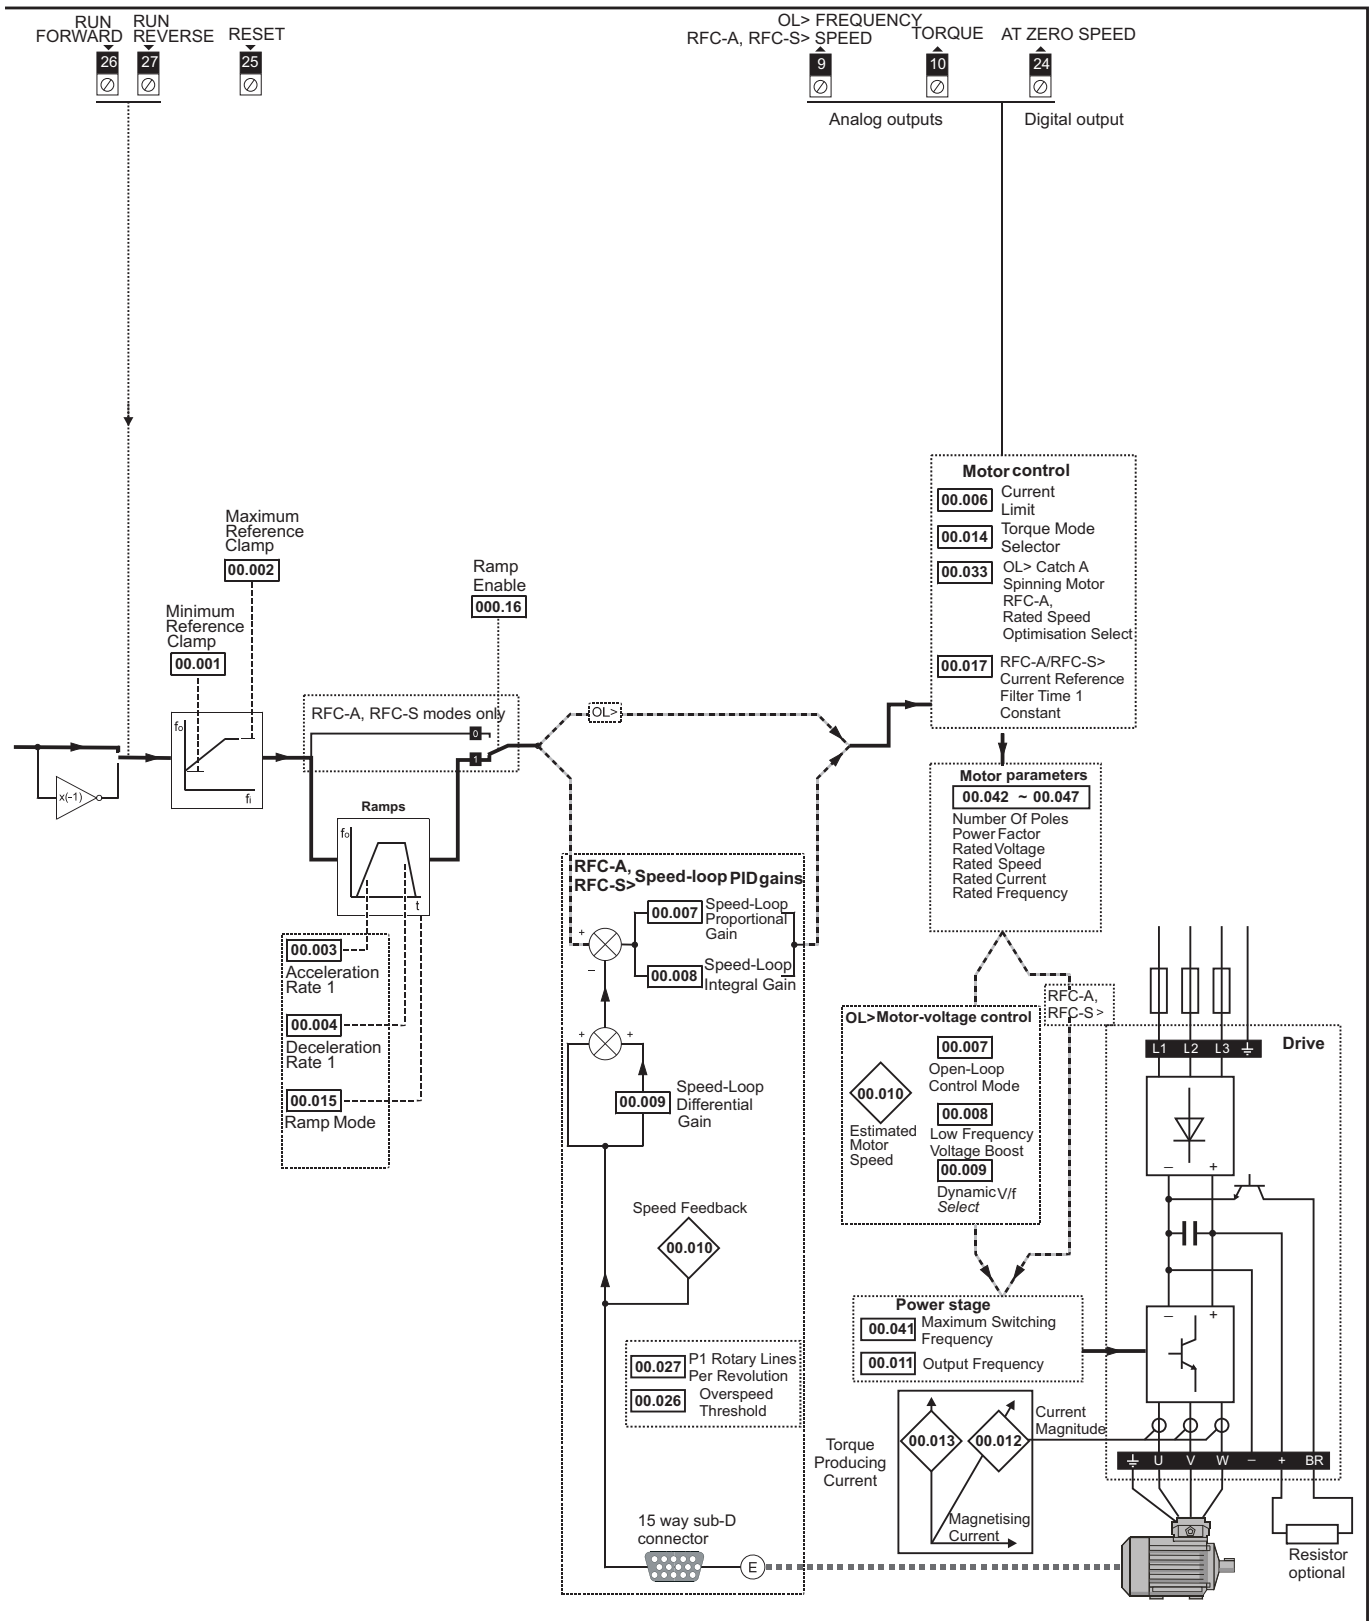 RUN FORWARD
RUN REVERSE
RESET
26
27
25
OL> FREQUENCY
RFC-A, RFC-S> SPEED
TORQUE
AT ZERO SPEED
9
10
24
Analog outputs
Digital output
Motor control
00.006
Current
Limit
00.014
Torque Mode
Selector
00.033
OL> Catch A
Spinning Motor
RFC-A,
Rated Speed
Optimisation Select
00.017
RFC-A/RFC-S>
Current Reference
Filter Time 1
Constant
Maximum
Reference
Clamp
00.002
Minimum
Reference
Clamp
00.001
Ramp
Enable
000.16
RFC-A, RFC-S modes only
0
1
OL>
x(-1)
fo
fi
Ramps
fo
t
00.003
Acceleration
Rate 1
00.004
Deceleration
Rate 1
00.015
Ramp Mode
Motor parameters
00.042 ~ 00.047
Number Of Poles
Power Factor
Rated Voltage
Rated Speed
Rated Current
Rated Frequency
RFC-A,
RFC-S>
Speed-loop PID gains
+
–
00.007
Speed-Loop
Proportional
Gain
00.008
Speed-Loop
Integral Gain
+
+
00.009
Speed-Loop
Differential
Gain
Speed Feedback
00.010
00.027
P1 Rotary Lines
Per Revolution
00.026
Overspeed
Threshold
15 way sub-D
connector
E
RFC-A,
RFC-S >
OL> Motor-voltage control
00.007
Open-Loop
Control Mode
00.010
Estimated
Motor
Speed
00.008
Low Frequency
Voltage Boost
00.009
Dynamic V/f
Select
Power stage
00.041
Maximum Switching
Frequency
00.011
Output Frequency
00.013
00.012
Torque
Producing
Current
Current
Magnitude
Magnetising
Current
L1 L2 L3
Drive
– +
– +
U V W – + BR
Resistor
optional